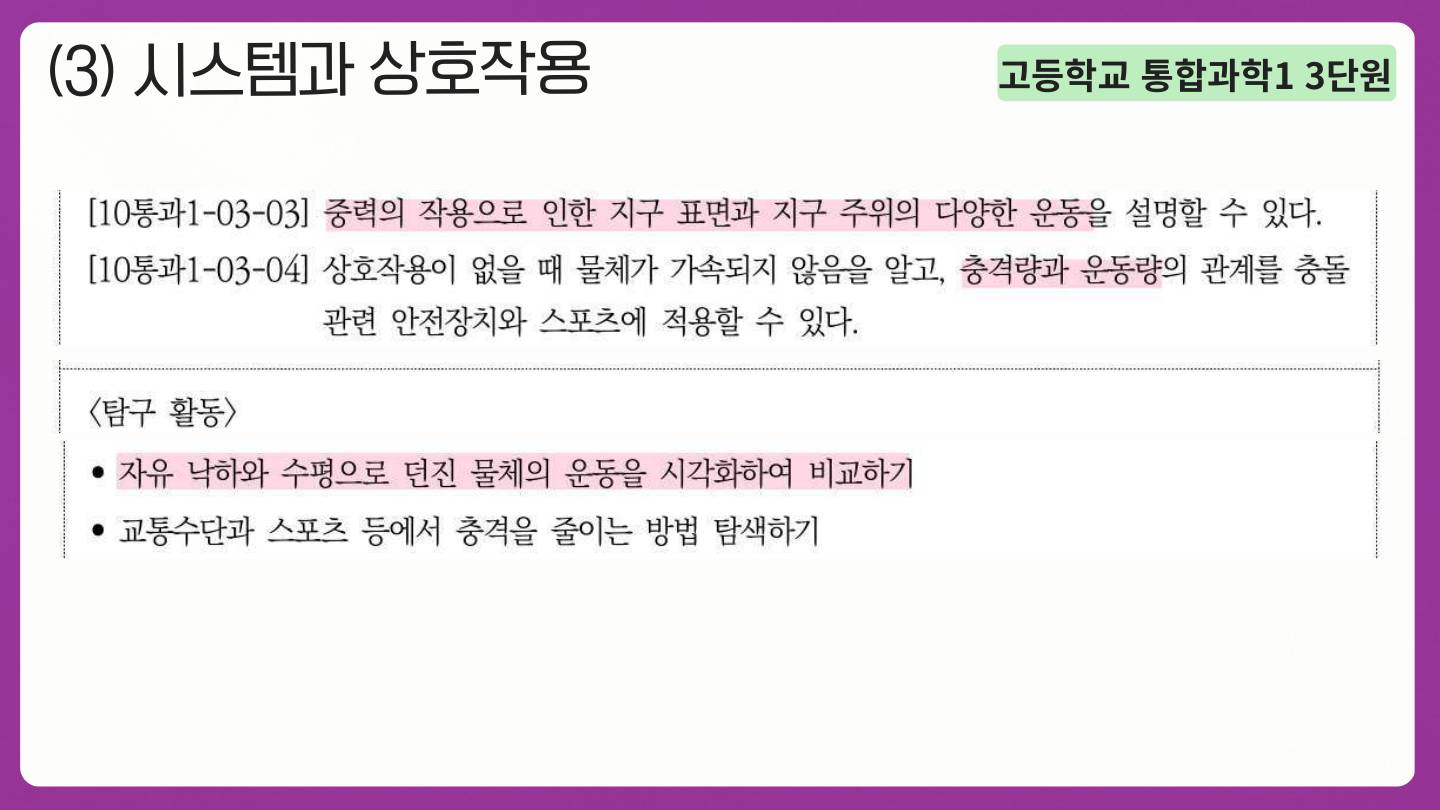 (3) 시스템과 상호작용
고등학교 통합과학1 3단원
[10통과1-03-03] 중력의 작용으로 인한 지구 표면과 지구 주위의 다양한 운동을 설명할 수 있다.
[10통과1-03-04] 상호작용이 없을 때 물체가 가속되지 않음을 알고, 충격량과 운동량의 관계를 충돌
관련 안전장치와 스포츠에 적용할 수 있다.
〈탐구 활동〉
• 자유 낙하와 수평으로 던진 물체의 운동을 시각화하여 비교하기
• 교통수단과 스포츠 등에서 충격을 줄이는 방법 탐색하기